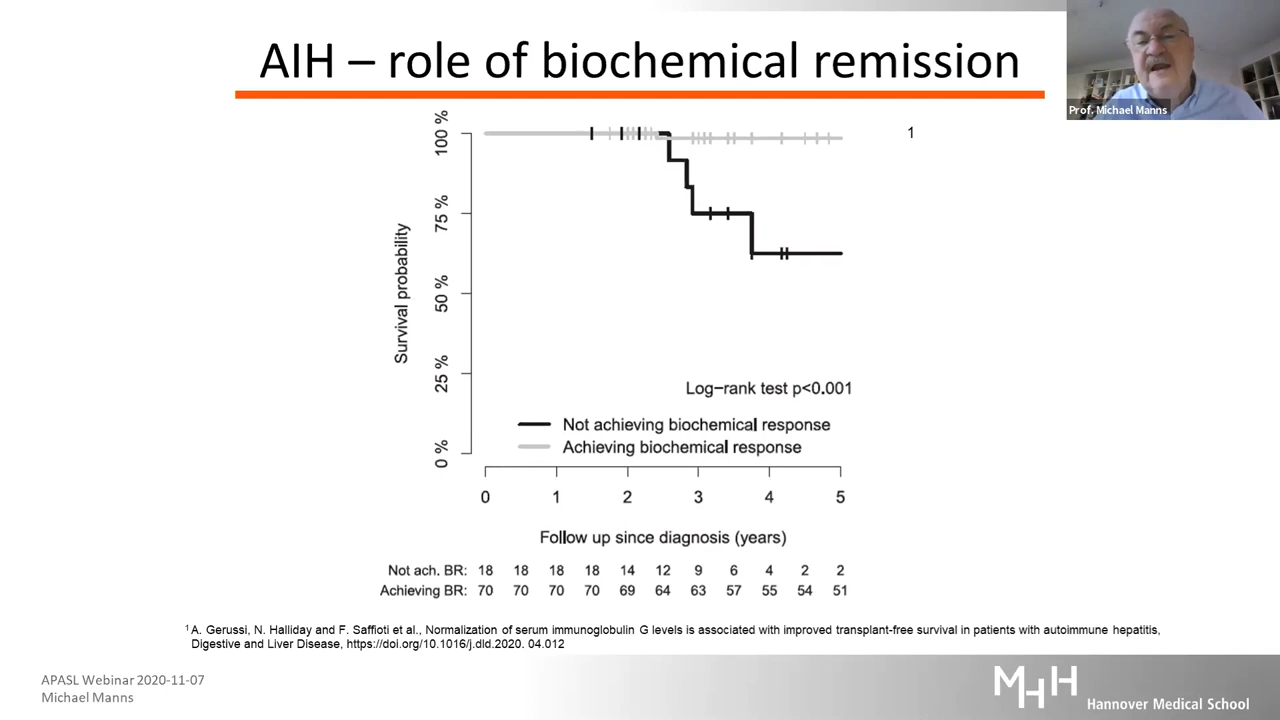 AIH – role of biochemical remission
Prof. Michael Manns
1
Survival probability
100 %
75 %
50 %
25 %
0 %
Log−rank test p<0.001
Not achieving biochemical response
Achieving biochemical response
0 1 2 3 4 5
Follow up since diagnosis (years)
Not ach. BR: 18 18 18 18 14 12 9 6 4 2 2
Achieving BR: 70 70 70 70 69 64 63 57 55 54 51
1 A. Gerussi, N. Halliday and F. Saffioti et al., Normalization of serum immunoglobulin G levels is associated with improved transplant-free survival in patients with autoimmune hepatitis,
Digestive and Liver Disease, https://doi.org/10.1016/j.dld.2020. 04.012
APASL Webinar 2020-11-07
Michael Manns
MHH
Hannover Medical School